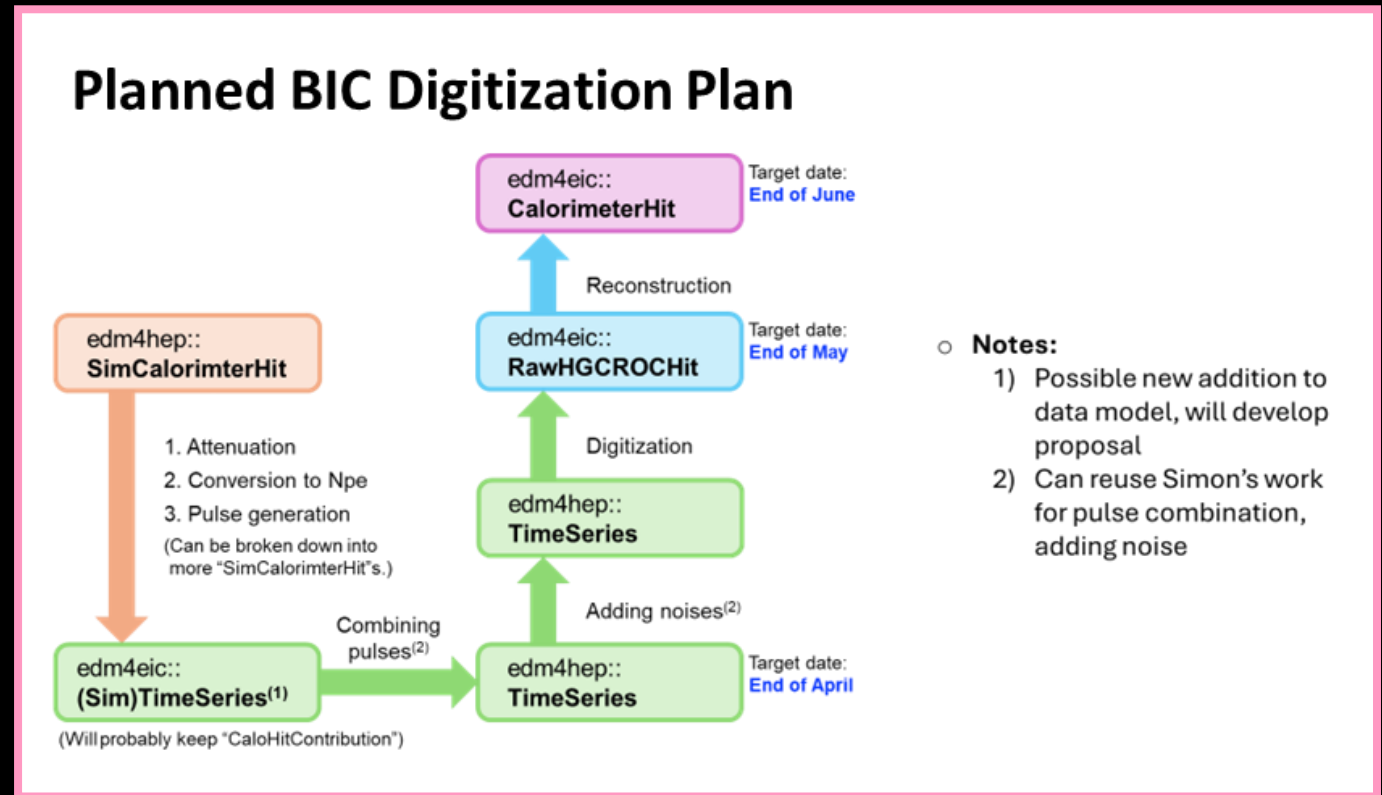 Planned BIC Digitization Plan
edm4eic::
CalorimeterHit
Target date:
End of June
Reconstruction
edm4hep::
SimCalorimterHit
edm4eic::
RawHGCROCHit
Target date:
End of May
1. Attenuation
2. Conversion to Npe
3. Pulse generation
(Can be broken down into
more “SimCalorimterHit”s.)
Digitization
edm4hep::
TimeSeries
Adding noises(2)
Combining
pulses(2)
edm4eic::
(Sim)TimeSeries(1)
(Will probably keep “CaloHitContribution”)
edm4hep::
TimeSeries
Target date:
End of April
Notes:
1) Possible new addition to
data model, will develop
proposal
2) Can reuse Simon’s work
for pulse combination,
adding noise